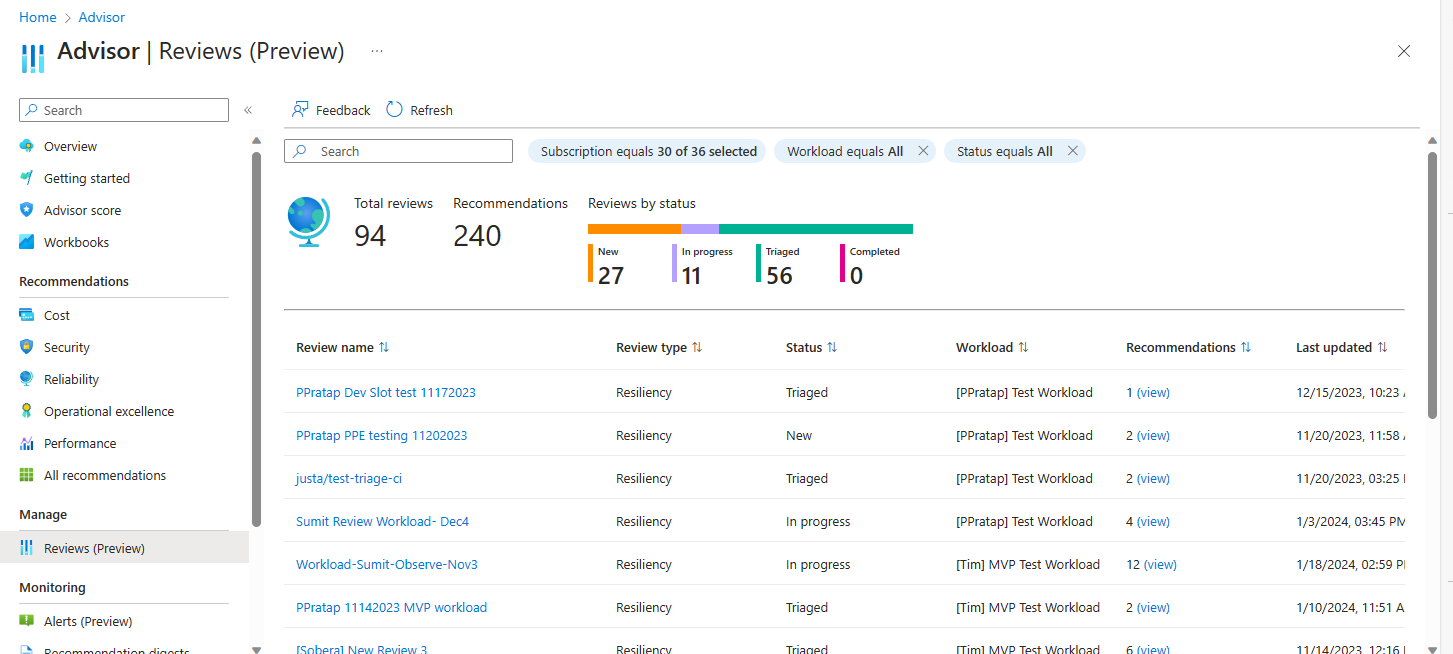 Home > Advisor
Advisor | Reviews (Preview) ...
Search «
Feedback Refresh
Overview
Getting started
Advisor score
Workbooks
Recommendations
Cost
Security
Reliability
Operational excellence
Performance
All recommendations
Manage
Reviews (Preview)
Monitoring
Alerts (Preview)
Recommendation digests
Search Subscription equals 30 of 36 selected Workload equals All Status equals All
Total reviews Recommendations Reviews by status
94 240
New In progress Triaged Completed
27 11 56 0
Review name Review type Status Workload Recommendations Last updated
PPratap Dev Slot test 11172023 Resiliency Triaged [PPratap] Test Workload 1 (view) 12/15/2023, 10:23
PPratap PPE testing 11202023 Resiliency New [PPratap] Test Workload 2 (view) 11/20/2023, 11:58
justa/test-triage-ci Resiliency Triaged [PPratap] Test Workload 2 (view) 11/20/2023, 03:25
Sumit Review Workload- Dec4 Resiliency In progress [PPratap] Test Workload 4 (view) 1/3/2024, 03:45 PM
Workload-Sumit-Observe-Nov3 Resiliency In progress [Tim] MVP Test Workload 12 (view) 1/18/2024, 02:59 P
PPratap 11142023 MVP workload Resiliency Triaged [Tim] MVP Test Workload 2 (view) 1/10/2024, 11:51 A
[Sobera] New Review 3 Resiliency Triaged [Tim] MVP Test Workload 6 (view) 11/14/2023, 12:16